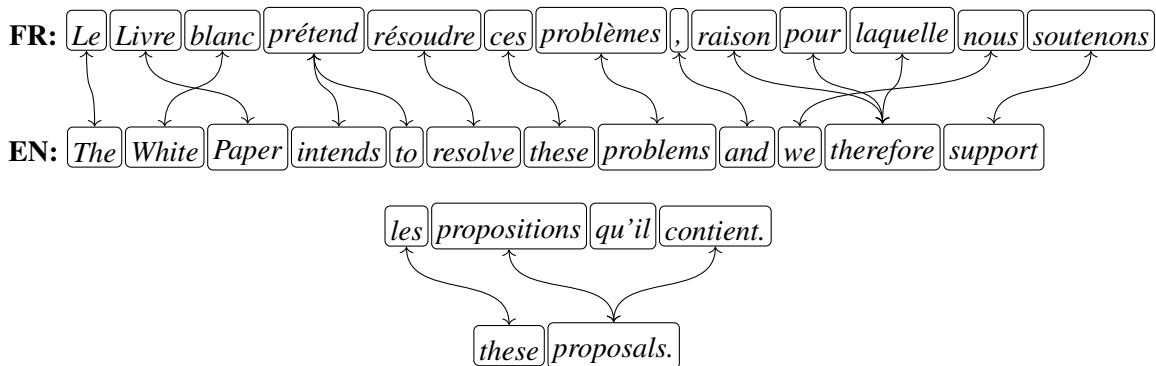 FR: Le Livre blanc prétend résoudre ces problèmes , raison pour laquelle nous soutenons
EN: The White Paper intends to resolve these problems and we therefore support
les propositions qu'il contient.
these proposals.